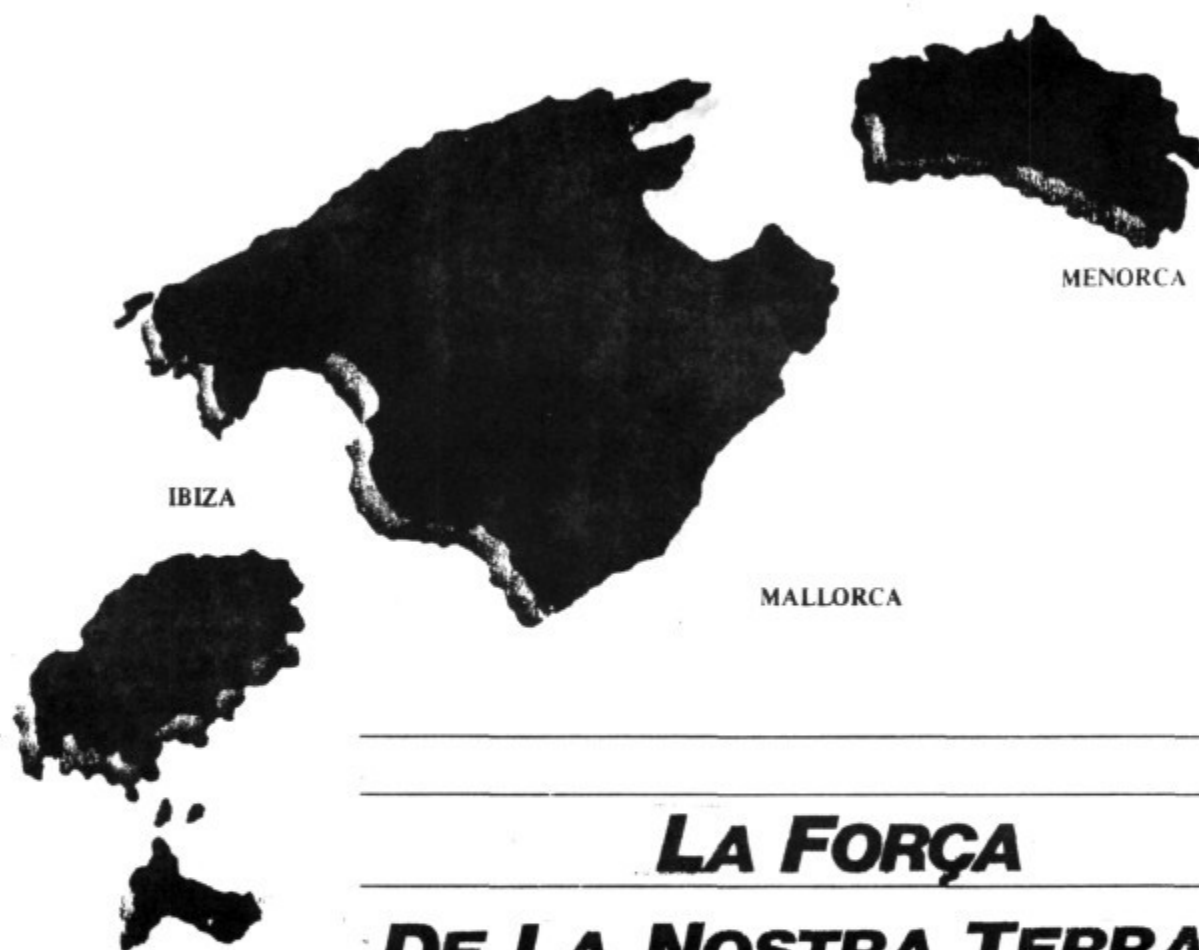 MENORCA
IBIZA
MALLORCA
LA FORÇA
DE LA NOSTRA TERRA